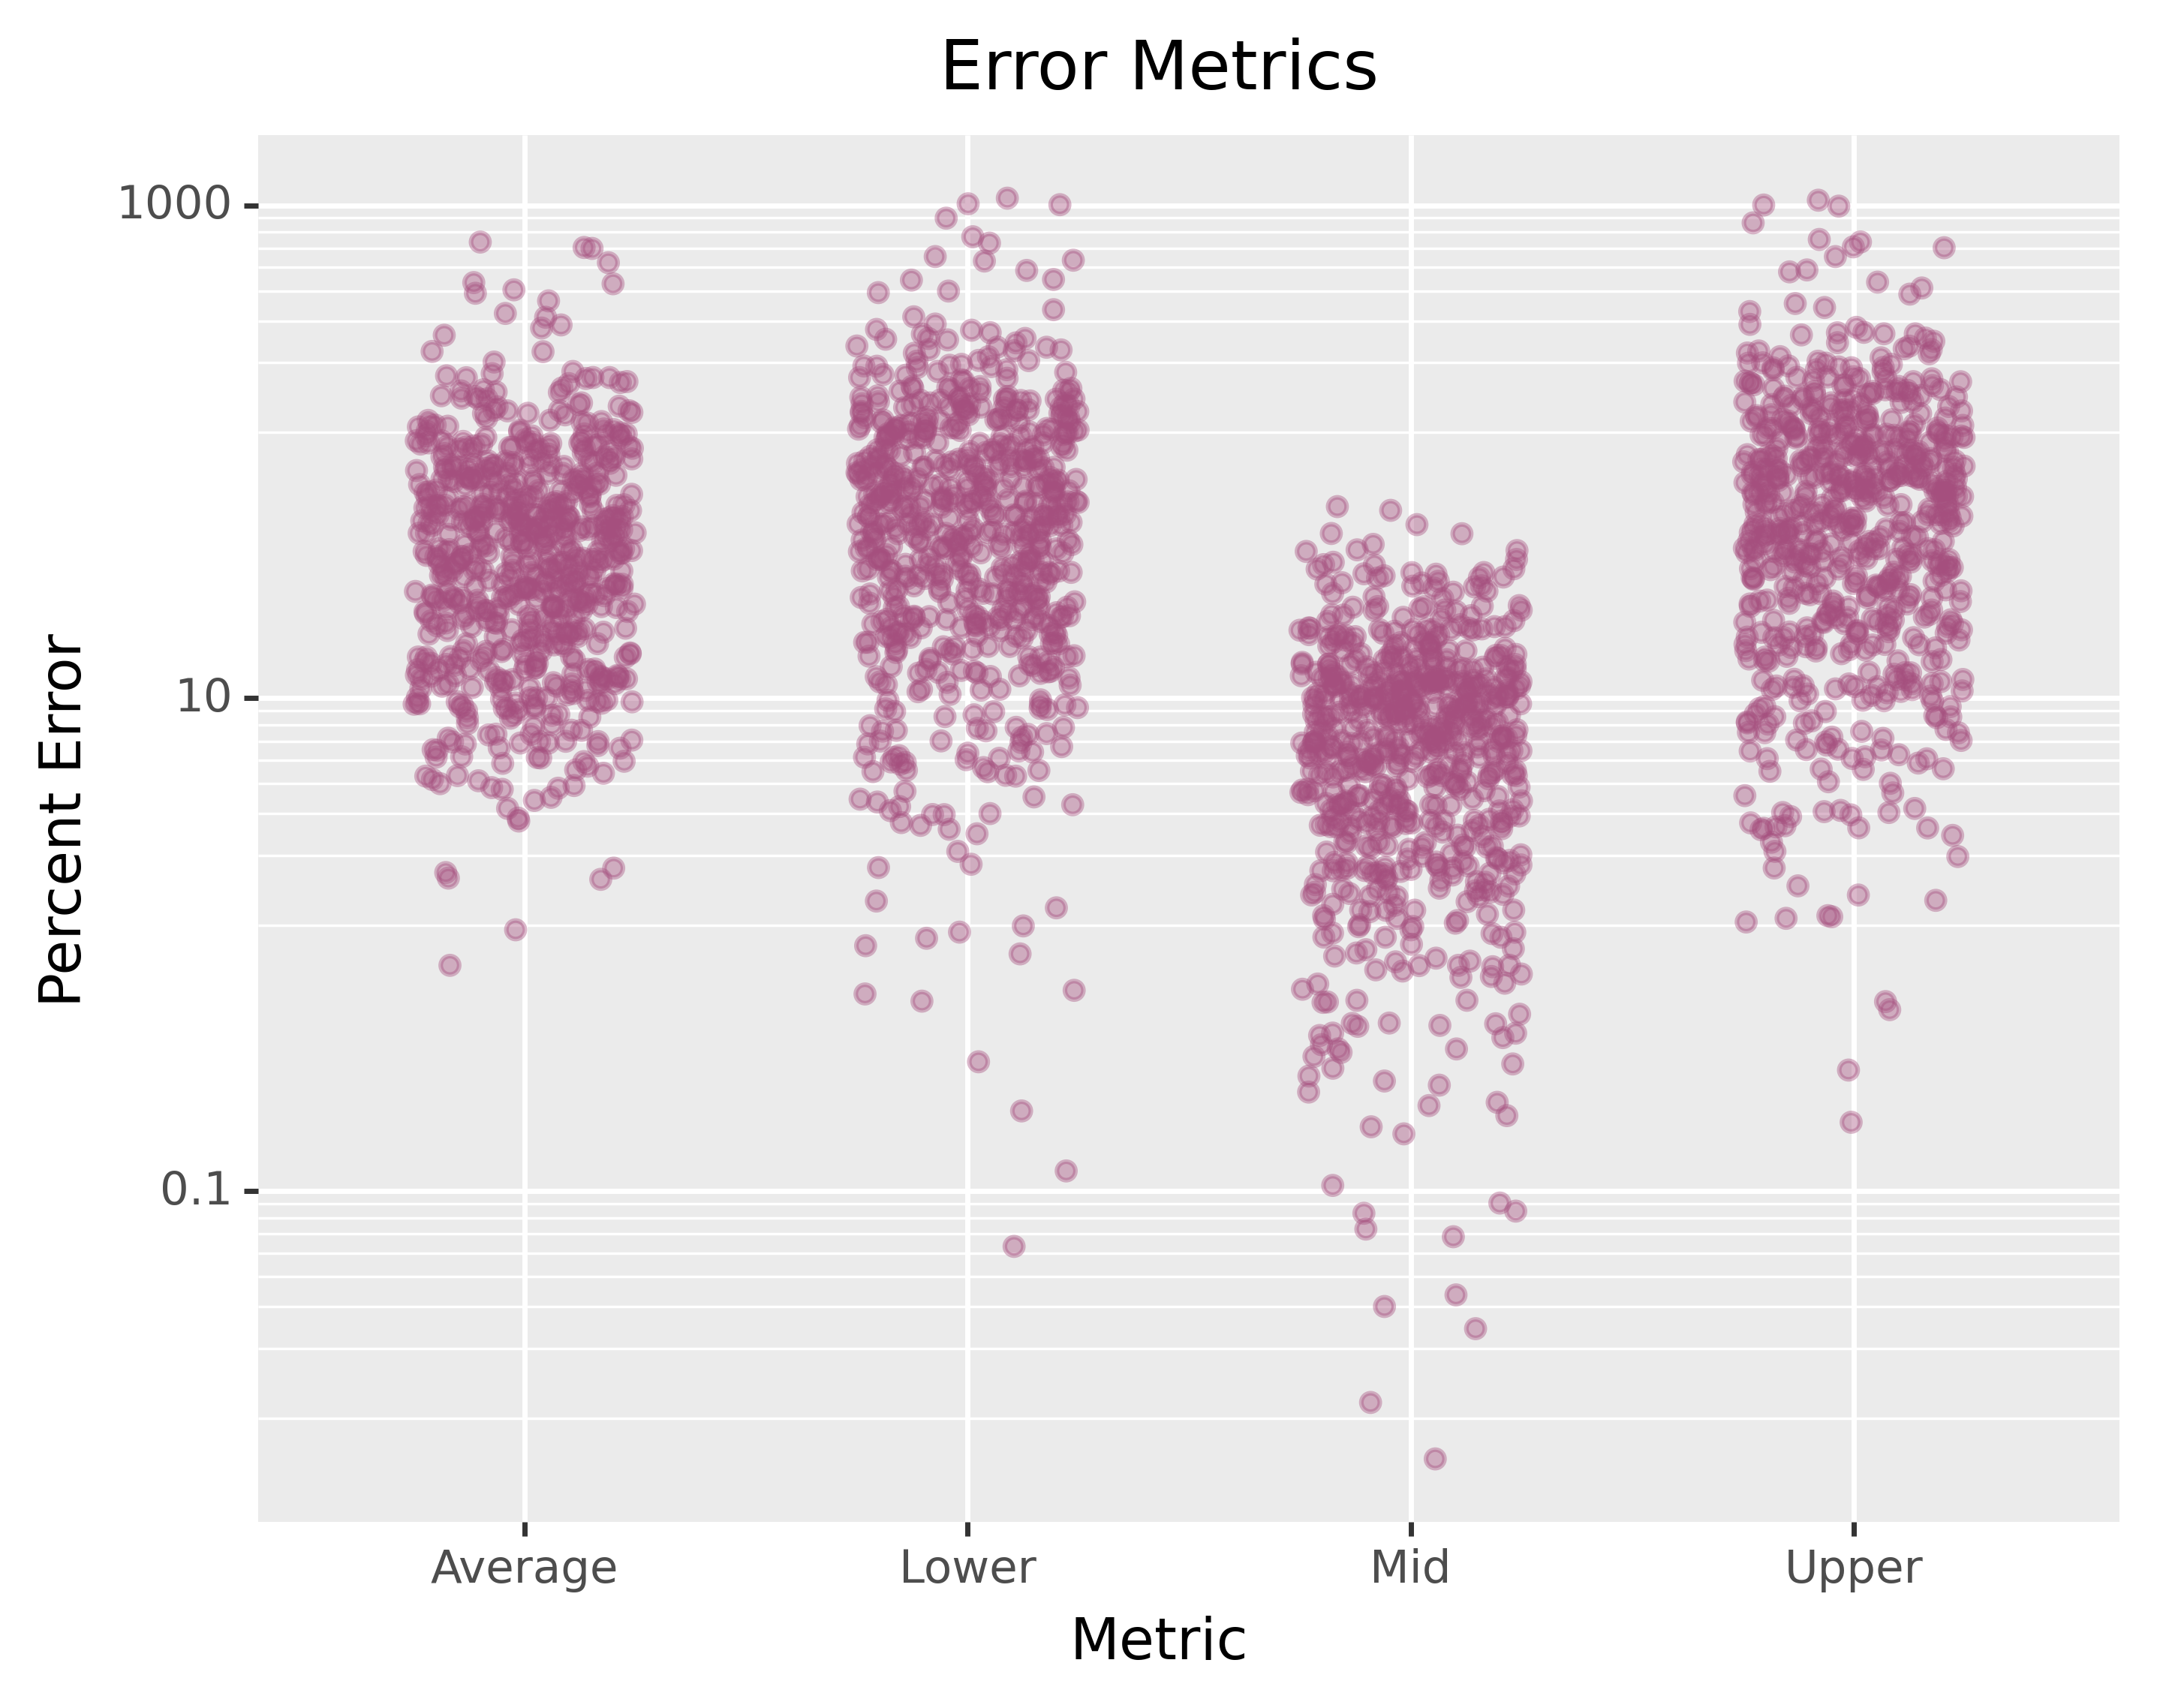 Error Metrics
Percent Error
1000
10
0.1
Average Lower Mid Upper
Metric